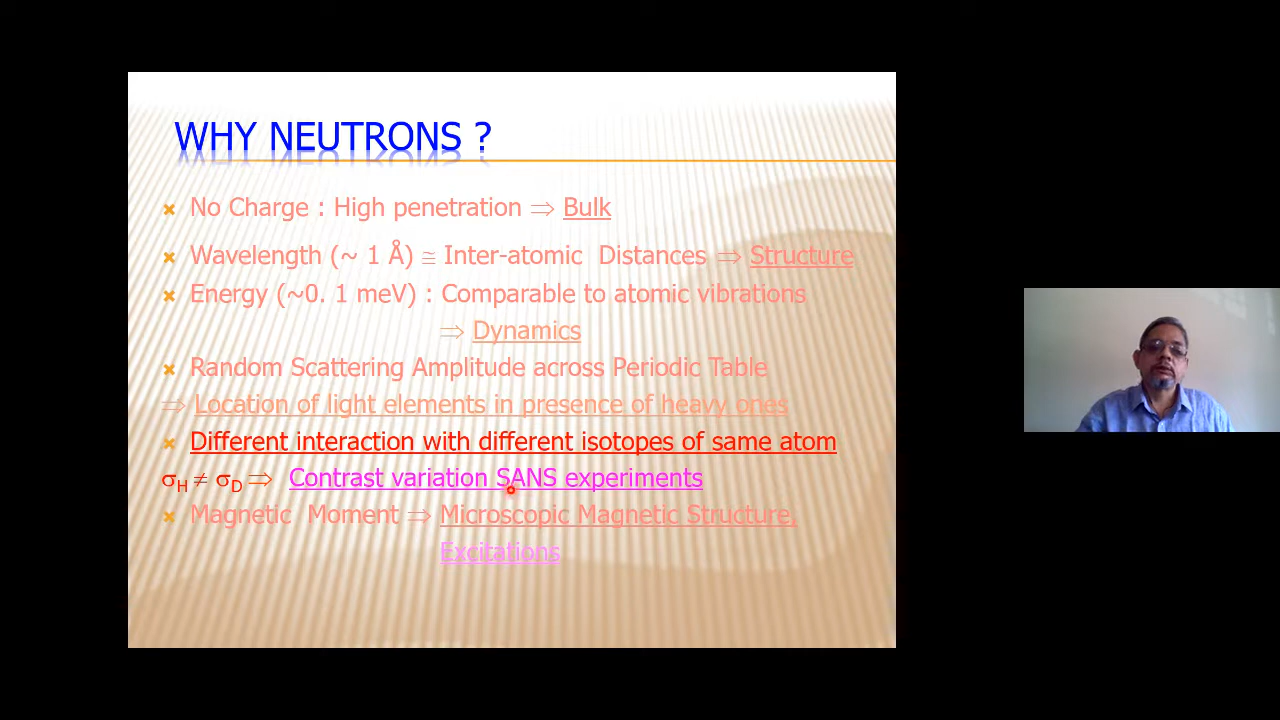 WHY NEUTRONS ?
No Charge : High penetration ⇒ Bulk
Wavelength (~ 1 Å) ≅ Inter-atomic Distances ⇒ Structure
Energy (~0. 1 meV) : Comparable to atomic vibrations
⇒ Dynamics
Random Scattering Amplitude across Periodic Table
⇒ Location of light elements in presence of heavy ones
Different interaction with different isotopes of same atom
σH ≠ σD ⇒ Contrast variation SANS experiments
Magnetic Moment ⇒ Microscopic Magnetic Structure,
Excitations